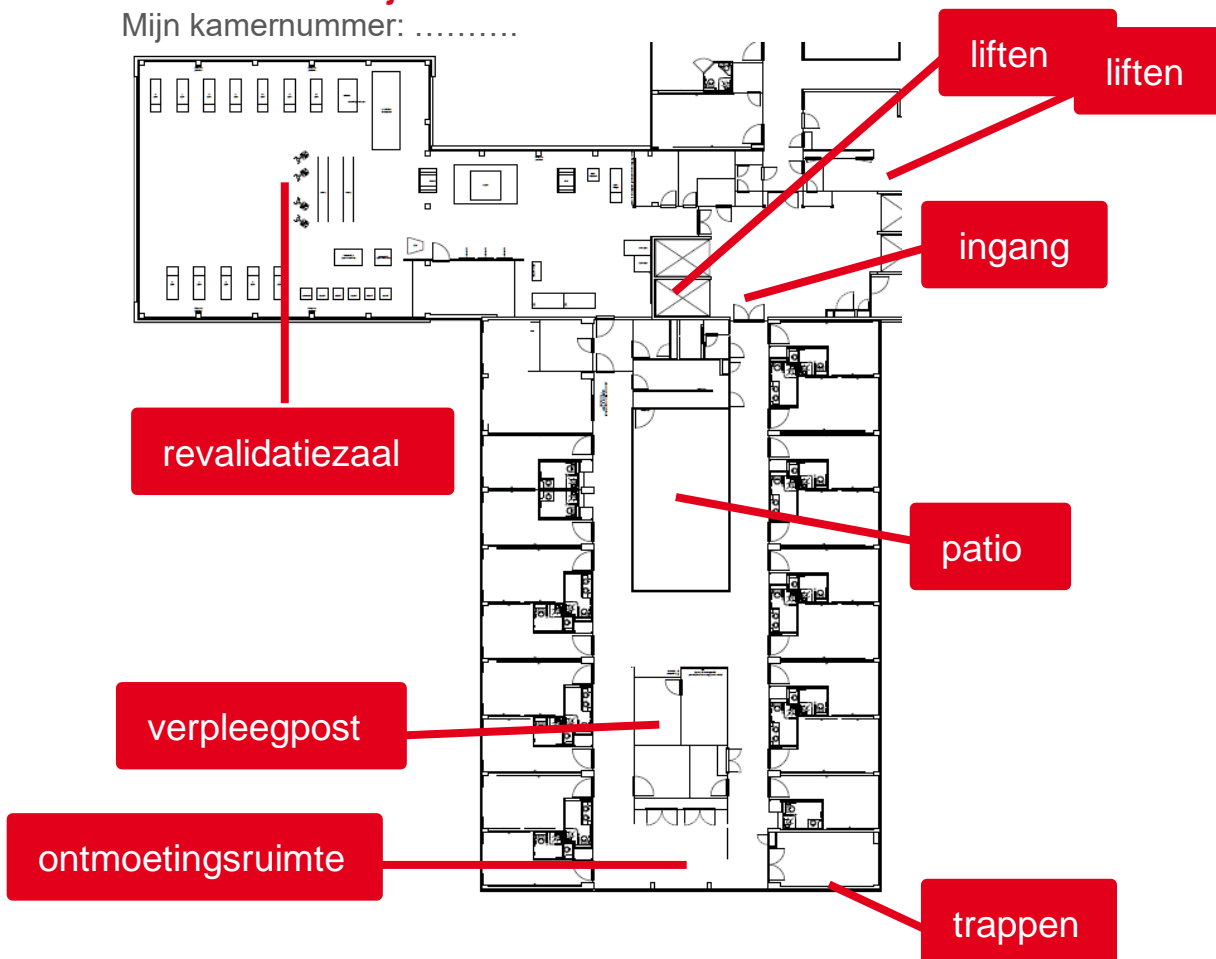 Mijn kamernummer: ..........
liften
liften
ingang
revalidatiezaal
patio
verpleegpost
ontmoetingsruimte
trappen